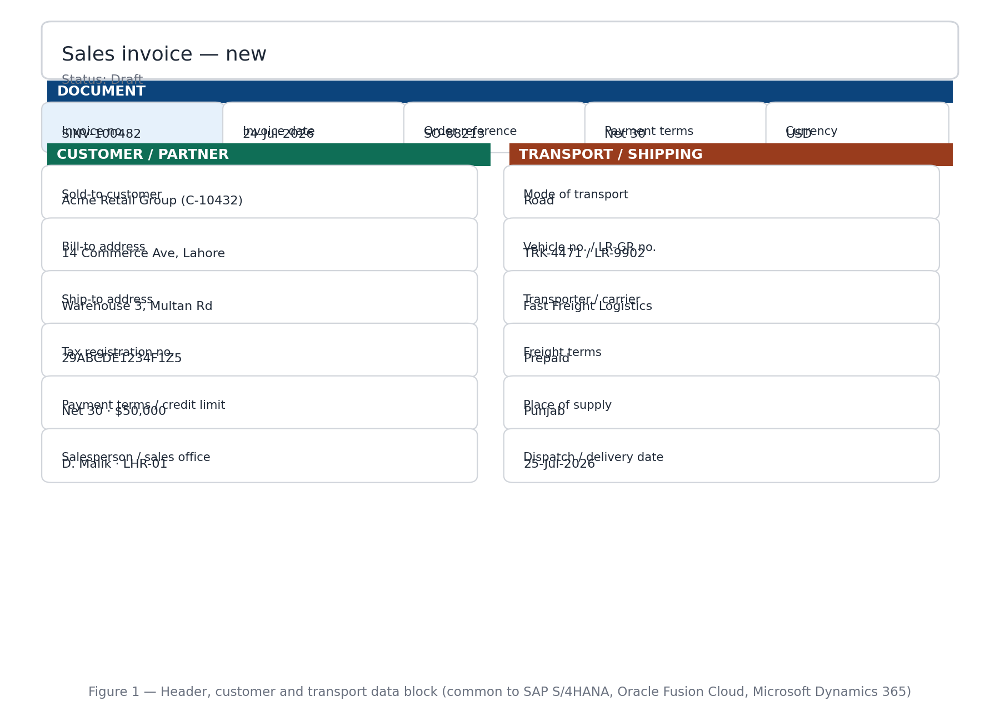 Sales invoice — new
Status: Draft
DOCUMENT
Invoice no.
SINV-100482
Invoice date
24-Jul-2026
Order reference
SO-88213
Payment terms
Net 30
Currency
USD
CUSTOMER / PARTNER
Sold-to customer
Acme Retail Group (C-10432)
Bill-to address
14 Commerce Ave, Lahore
Ship-to address
Warehouse 3, Multan Rd
Tax registration no.
29ABCDE1234F1Z5
Payment terms / credit limit
Net 30 · $50,000
Salesperson / sales office
D. Malik · LHR-01
TRANSPORT / SHIPPING
Mode of transport
Road
Vehicle no. / LR-GR no.
TRK-4471 / LR-9902
Transporter / carrier
Fast Freight Logistics
Freight terms
Prepaid
Place of supply
Punjab
Dispatch / delivery date
25-Jul-2026
Figure 1 — Header, customer and transport data block (common to SAP S/4HANA, Oracle Fusion Cloud, Microsoft Dynamics 365)